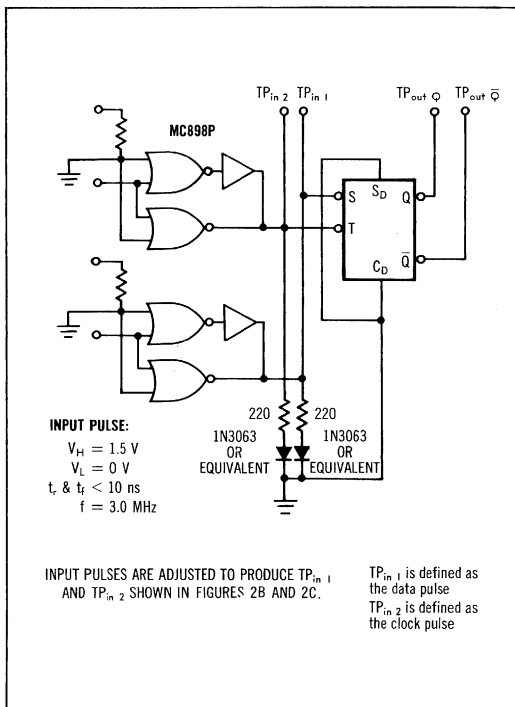 TPin 2 TPin 1 TPout Q TPout Q̅
MC898P
S SD Q
T
CD Q̅
220 220
INPUT PULSE:
VH = 1.5 V
VL = 0 V
tr & tf < 10 ns
f = 3.0 MHz
1N3063 1N3063
OR OR
EQUIVALENT EQUIVALENT
INPUT PULSES ARE ADJUSTED TO PRODUCE TPin 1
AND TPin 2 SHOWN IN FIGURES 2B AND 2C.
TPin 1 is defined as
the data pulse
TPin 2 is defined as
the clock pulse